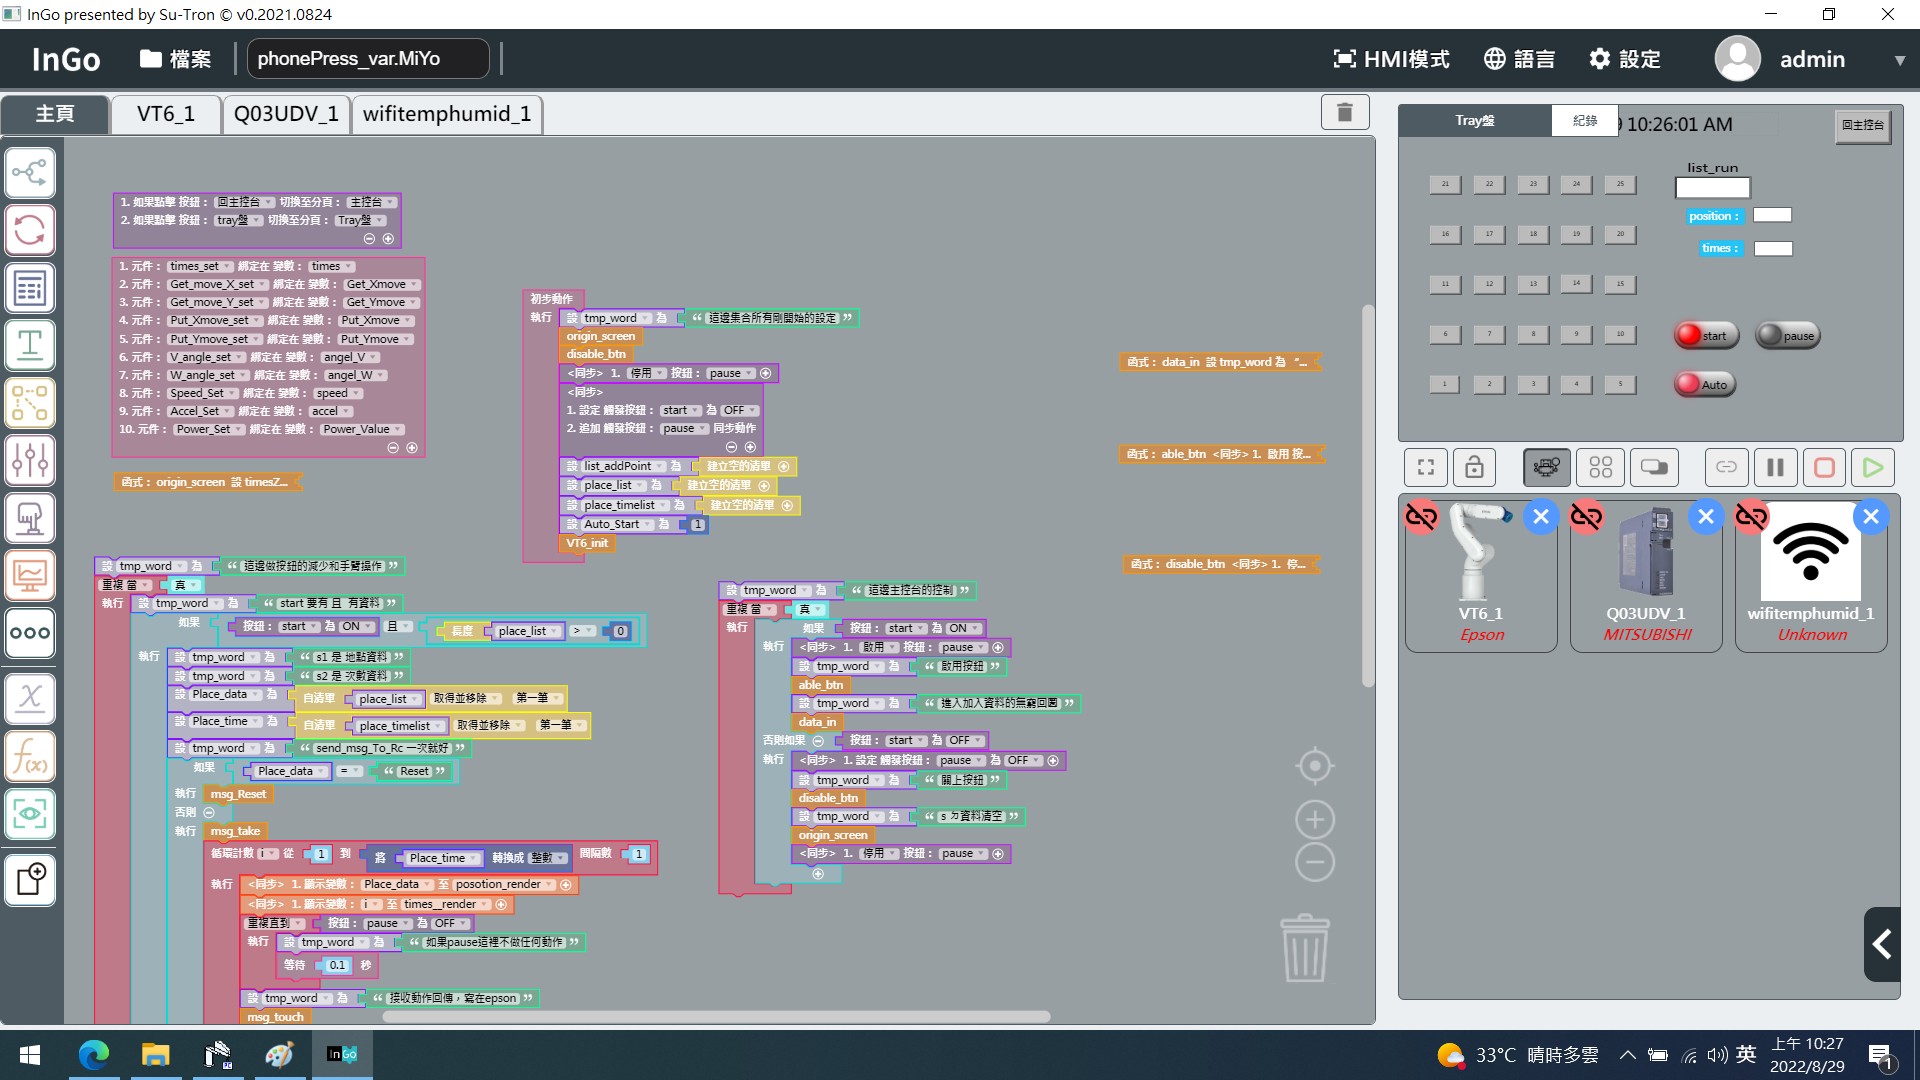 InGo presented by Su-Tron © v0.2021.0824
InGo
檔案
phonePress_var.MiYo
HMI模式
語言
設定
admin
主頁
VT6_1
Q03UDV_1
wifitemphumid_1
1. 如果點擊 按鈕： 回主控台 切換至分頁： 主控台
2. 如果點擊 按鈕： tray盤 切換至分頁： Tray盤
1. 元件： times_set 綁定在 變數： times
2. 元件： Get_move_X_set 綁定在 變數： Get_Xmove
3. 元件： Get_move_Y_set 綁定在 變數： Get_Ymove
4. 元件： Put_Xmove_set 綁定在 變數： Put_Xmove
5. 元件： Put_Ymove_set 綁定在 變數： Put_Ymove
6. 元件： V_angle_set 綁定在 變數： angel_V
7. 元件： W_angle_set 綁定在 變數： angel_W
8. 元件： Speed_Set 綁定在 變數： speed
9. 元件： Accel_Set 綁定在 變數： accel
10. 元件： Power_Set 綁定在 變數： Power_Value
函式： origin_screen 設 timesZ...
初步動作
執行 設 tmp_word 為 “ 這邊集合所有剛開始的設定 ”
origin_screen
disable_btn
<同步> 1. 停用 按鈕： pause
<同步>
1. 設定 觸發按鈕： start 為 OFF
2. 追加 觸發按鈕： pause 同步動作
設 list_addPoint 為 建立空的清單
設 place_list 為 建立空的清單
設 place_timelist 為 建立空的清單
設 Auto_Start 為 1
VT6_init
函式： data_in 設 tmp_word 為 “...
函式： able_btn <同步> 1. 啟用 按...
函式： disable_btn <同步> 1. 停...
設 tmp_word 為 “ 這邊做按鈕的減少和手臂操作 ”
重複 當 真
執行 設 tmp_word 為 “ start 要有 且 有資料 ”
如果 按鈕： start 為 ON 且 長度 place_list > 0
執行 設 tmp_word 為 “ s1 是 地點資料 ”
設 tmp_word 為 “ s2 是 次數資料 ”
設 Place_data 為 自清單 place_list 取得並移除 第一筆
設 Place_time 為 自清單 place_timelist 取得並移除 第一筆
設 tmp_word 為 “ send_msg_To_Rc 一次就好 ”
如果 Place_data = “ Reset ”
執行 msg_Reset
否則
執行 msg_take
循環計數 i 從 1 到 將 Place_time 轉換成 整數 間隔數 1
執行 <同步> 1. 顯示變數： Place_data 至 posotion_render
<同步> 1. 顯示變數： i 至 times__render
重複直到 按鈕： pause 為 OFF
執行 設 tmp_word 為 “ 如果pause這裡不做任何動作 ”
等待 0.1 秒
設 tmp_word 為 “ 接收動作回傳，寫在epson ”
msg_touch
設 tmp_word 為 “ 這邊主控台的控制 ”
重複 當 真
執行 如果 按鈕： start 為 ON
執行 <同步> 1. 啟用 按鈕： pause
設 tmp_word 為 “ 啟用按鈕 ”
able_btn
設 tmp_word 為 “ 進入加入資料的無窮回圈 ”
data_in
否則如果 按鈕： start 為 OFF
執行 <同步> 1. 設定 觸發按鈕： pause 為 OFF
設 tmp_word 為 “ 關上按鈕 ”
disable_btn
設 tmp_word 為 “ s ㄉ資料清空 ”
origin_screen
<同步> 1. 停用 按鈕： pause
Tray盤
紀錄
10:26:01 AM
回主控台
list_run
position :
times :
21 22 23 24 25
16 17 18 19 20
11 12 13 14 15
6 7 8 9 10
1 2 3 4 5
start
pause
Auto
VT6_1
Epson
Q03UDV_1
MITSUBISHI
wifitemphumid_1
Unknown
T
X
f(x)
InGo
33°C 晴時多雲
英
上午 10:27
2022/8/29
1